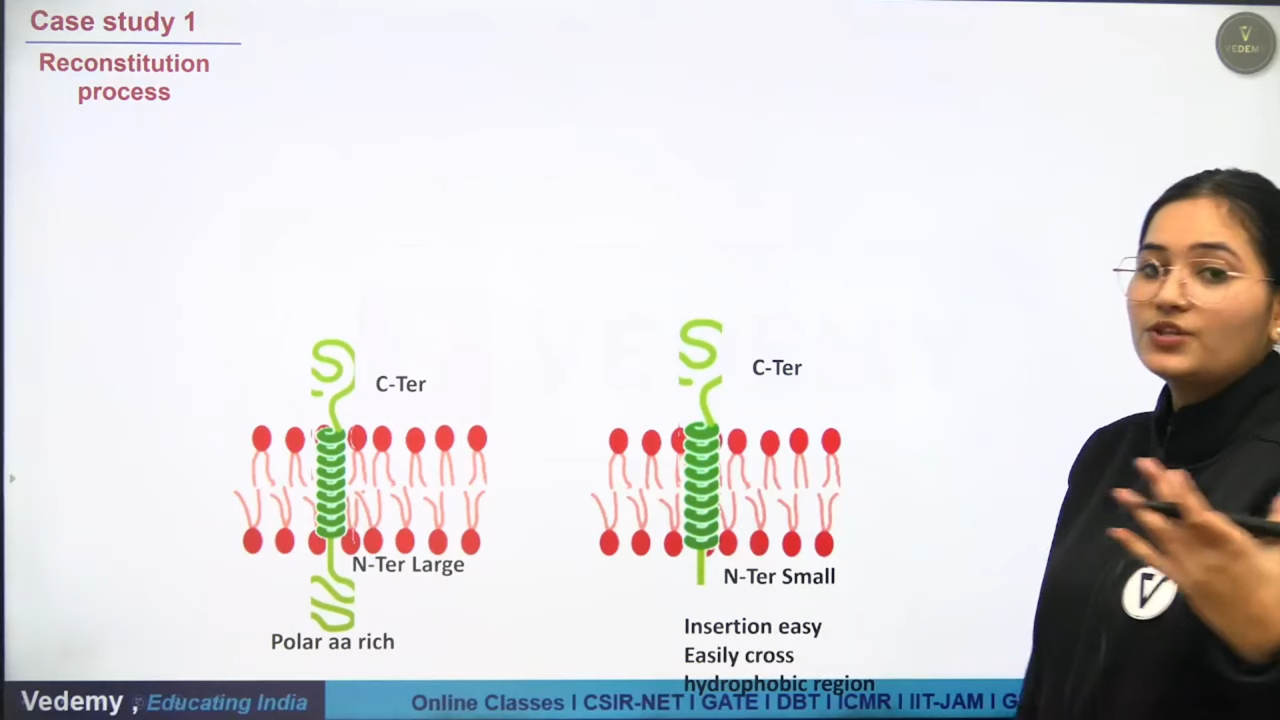 Case study 1
Reconstitution
process
VEDEMY
C-Ter
C-Ter
N-Ter Large
N-Ter Small
Polar aa rich
Insertion easy
Easily cross
hydrophobic region
Vedemy , Educating India
Online Classes I CSIR-NET I GATE I DBT I ICMR I IIT-JAM I G